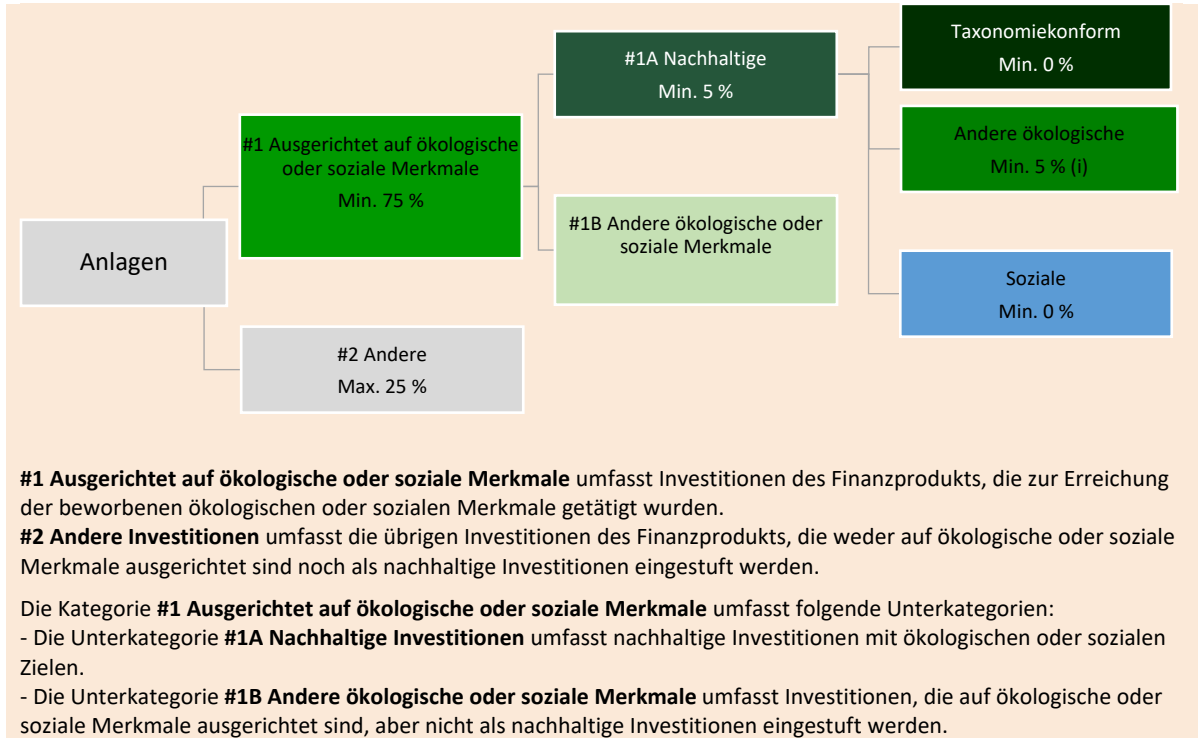 Anlagen
#1 Ausgerichtet auf ökologische
oder soziale Merkmale
Min. 75 %
#2 Andere
Max. 25 %
#1A Nachhaltige
Min. 5 %
#1B Andere ökologische oder
soziale Merkmale
Taxonomiekonform
Min. 0 %
Andere ökologische
Min. 5 % (i)
Soziale
Min. 0 %
#1 Ausgerichtet auf ökologische oder soziale Merkmale umfasst Investitionen des Finanzprodukts, die zur Erreichung
der beworbenen ökologischen oder sozialen Merkmale getätigt wurden.
#2 Andere Investitionen umfasst die übrigen Investitionen des Finanzprodukts, die weder auf ökologische oder soziale
Merkmale ausgerichtet sind noch als nachhaltige Investitionen eingestuft werden.
Die Kategorie #1 Ausgerichtet auf ökologische oder soziale Merkmale umfasst folgende Unterkategorien:
- Die Unterkategorie #1A Nachhaltige Investitionen umfasst nachhaltige Investitionen mit ökologischen oder sozialen
Zielen.
- Die Unterkategorie #1B Andere ökologische oder soziale Merkmale umfasst Investitionen, die auf ökologische oder
soziale Merkmale ausgerichtet sind, aber nicht als nachhaltige Investitionen eingestuft werden.